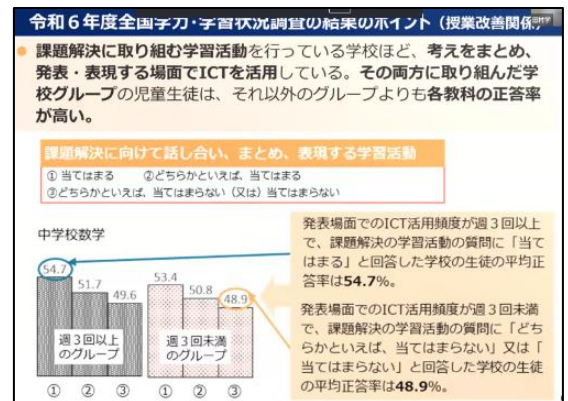 令和６年度全国学力･学習状況調査の結果のポイント（授業改善関係）
課題解決に取り組む学習活動を行っている学校ほど、考えをまとめ、
発表・表現する場面でICTを活用している。その両方に取り組んだ学
校グループの児童生徒は、それ以外のグループよりも各教科の正答率
が高い。
課題解決に向けて話し合い、まとめ、表現する学習活動
① 当てはまる　②どちらかといえば、当てはまる
③どちらかといえば、当てはまらない（又は）当てはまらない
中学校数学
54.7
51.7
49.6
53.4
50.8
48.9
週３回以上
のグループ
週３回未満
のグループ
① ② ③ ① ② ③
発表場面でのICT活用頻度が週３回以上
で、課題解決の学習活動の質問に「当て
はまる」と回答した学校の生徒の平均正
答率は54.7%。
発表場面でのICT活用頻度が週３回未満
で、課題解決の学習活動の質問に「どち
らかといえば、当てはまらない」又は「
当てはまらない」と回答した学校の生徒
の平均正答率は48.9%。